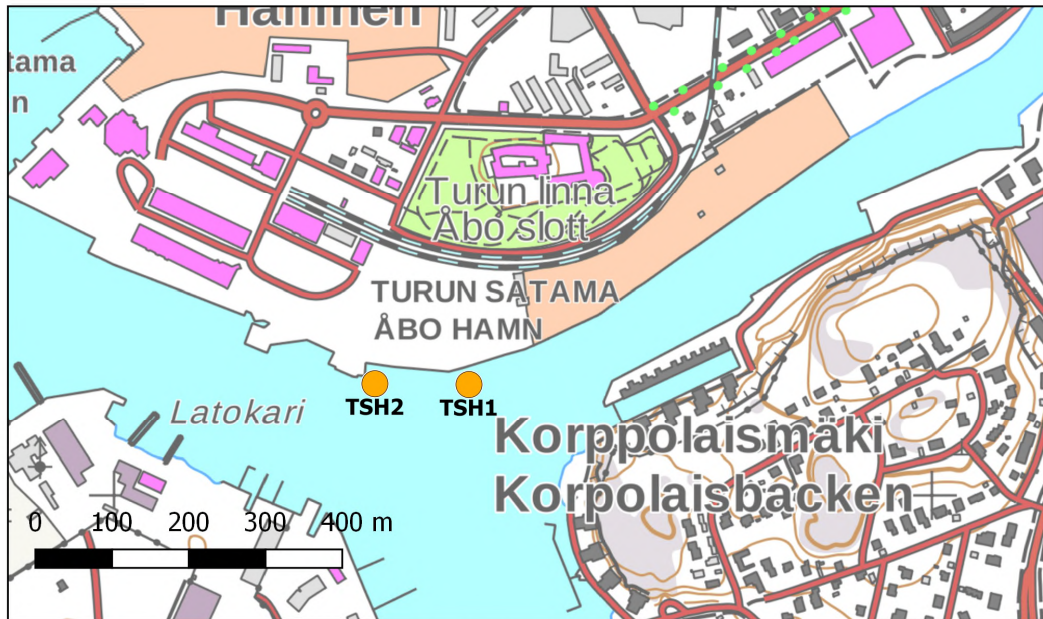 Hamnen
tama
n
Turun linna
Åbo slott
TURUN SATAMA
ÅBO HAMN
TSH2
TSH1
Latokari
Korppolaismäki
Korpolaisbacken
0 100 200 300 400 m